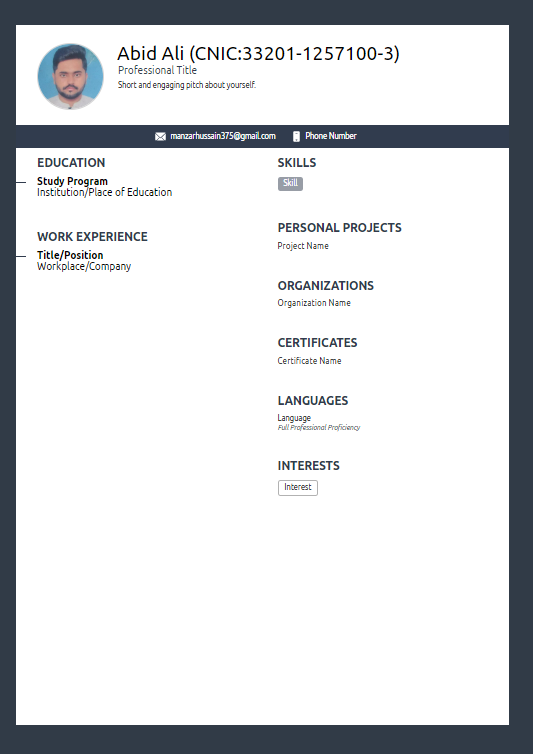 Abid Ali (CNIC:33201-1257100-3)
Professional Title
Short and engaging pitch about yourself.
manzarhussain375@gmail.com Phone Number
EDUCATION
Study Program
Institution/Place of Education
WORK EXPERIENCE
Title/Position
Workplace/Company
SKILLS
Skill
PERSONAL PROJECTS
Project Name
ORGANIZATIONS
Organization Name
CERTIFICATES
Certificate Name
LANGUAGES
Language
Full Professional Proficiency
INTERESTS
Interest